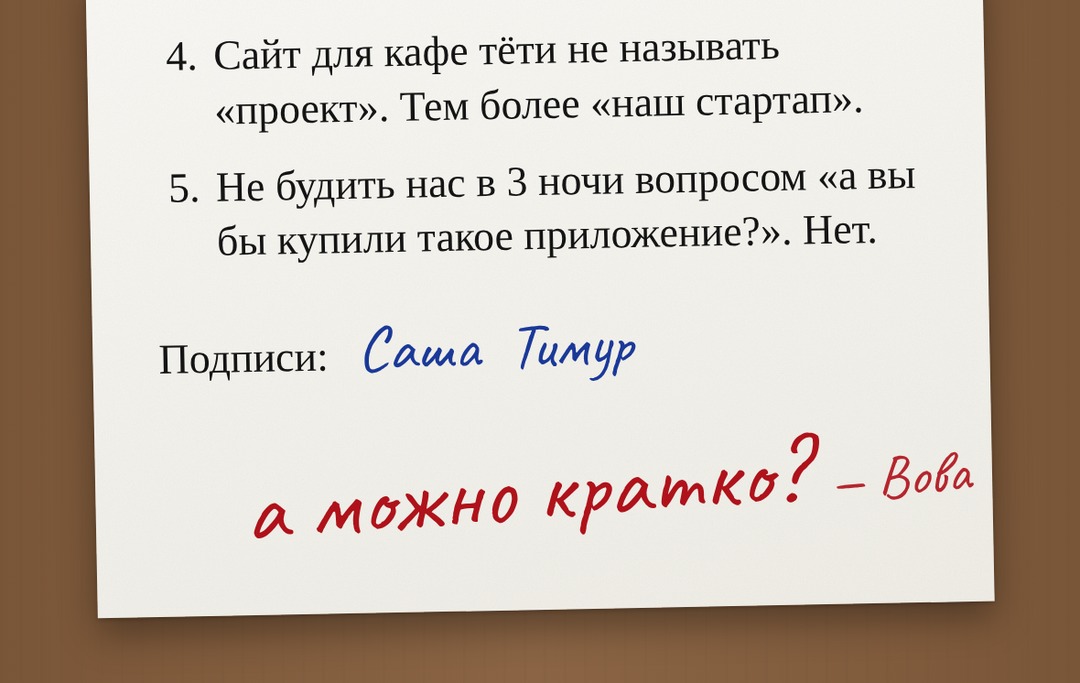 4. Сайт для кафе тёти не называть
«проект». Тем более «наш стартап».
5. Не будить нас в 3 ночи вопросом «а вы
бы купили такое приложение?». Нет.
Подписи: Саша Тимур
а можно кратко? – Вова